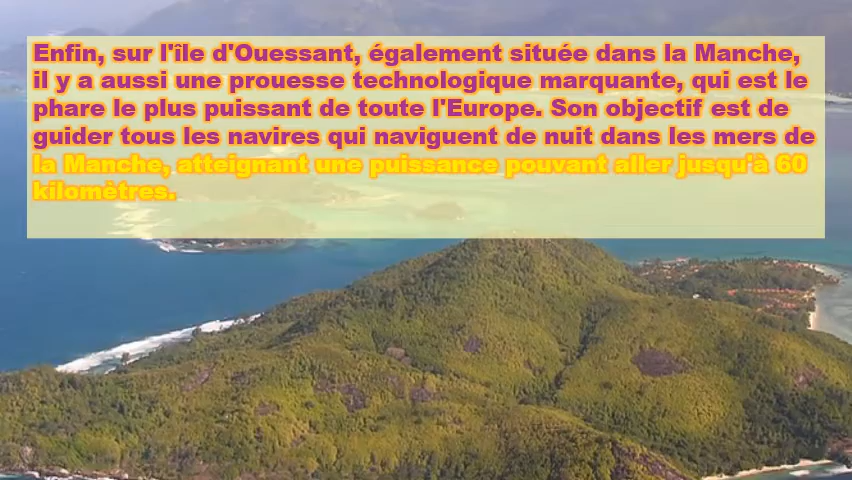 Enfin, sur l'île d'Ouessant, également située dans la Manche,
il y a aussi une prouesse technologique marquante, qui est le
phare le plus puissant de toute l'Europe. Son objectif est de
guider tous les navires qui naviguent de nuit dans les mers de
la Manche, atteignant une puissance pouvant aller jusqu'à 60
kilomètres.